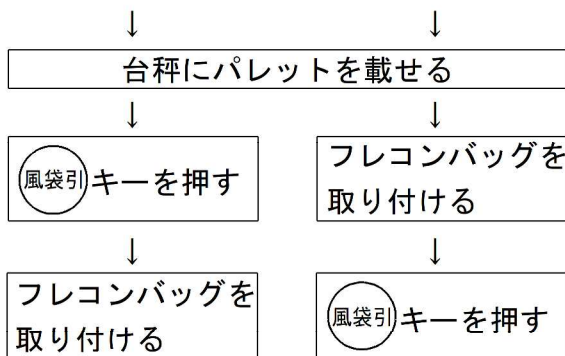 台秤にパレットを載せる
風袋引キーを押す
フレコンバッグを
取り付ける
フレコンバッグを
取り付ける
風袋引キーを押す